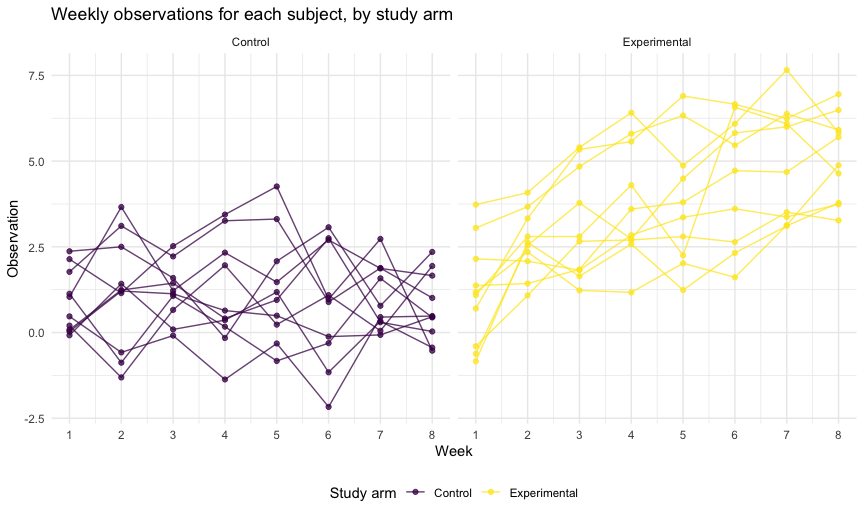 Weekly observations for each subject, by study arm
Control
Experimental
7.5
5.0
2.5
0.0
-2.5
Observation
1 2 3 4 5 6 7 8
1 2 3 4 5 6 7 8
Week
Study arm Control Experimental